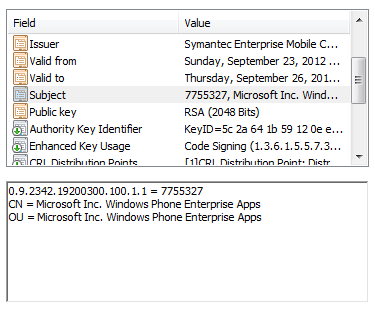 Field Value
Issuer Symantec Enterprise Mobile C...
Valid from Sunday, September 23, 2012 ...
Valid to Thursday, September 26, 201...
Subject 7755327, Microsoft Inc. Wind...
Public key RSA (2048 Bits)
Authority Key Identifier KeyID=5c 2a 64 1b 59 12 0e e...
Enhanced Key Usage Code Signing (1.3.6.1.5.5.7.3...
CRL Distribution Points [1]CRL Distribution Point: Distr...
0.9.2342.19200300.100.1.1 = 7755327
CN = Microsoft Inc. Windows Phone Enterprise Apps
OU = Microsoft Inc. Windows Phone Enterprise Apps